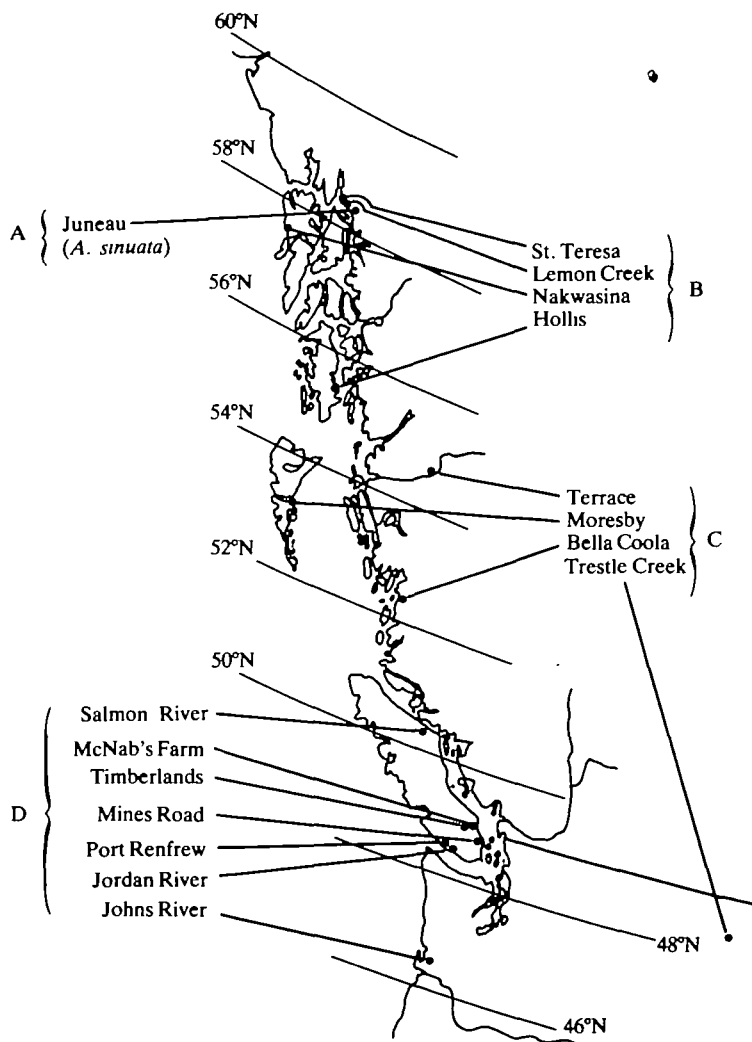 60°N
58°N
A
Juneau
(A. sinuata)
St. Teresa
Lemon Creek
Nakwasina
Hollis
B
56°N
54°N
Terrace
Moresby
Bella Coola
Trestle Creek
C
52°N
50°N
Salmon River
McNab's Farm
Timberlands
D
Mines Road
Port Renfrew
Jordan River
Johns River
48°N
46°N